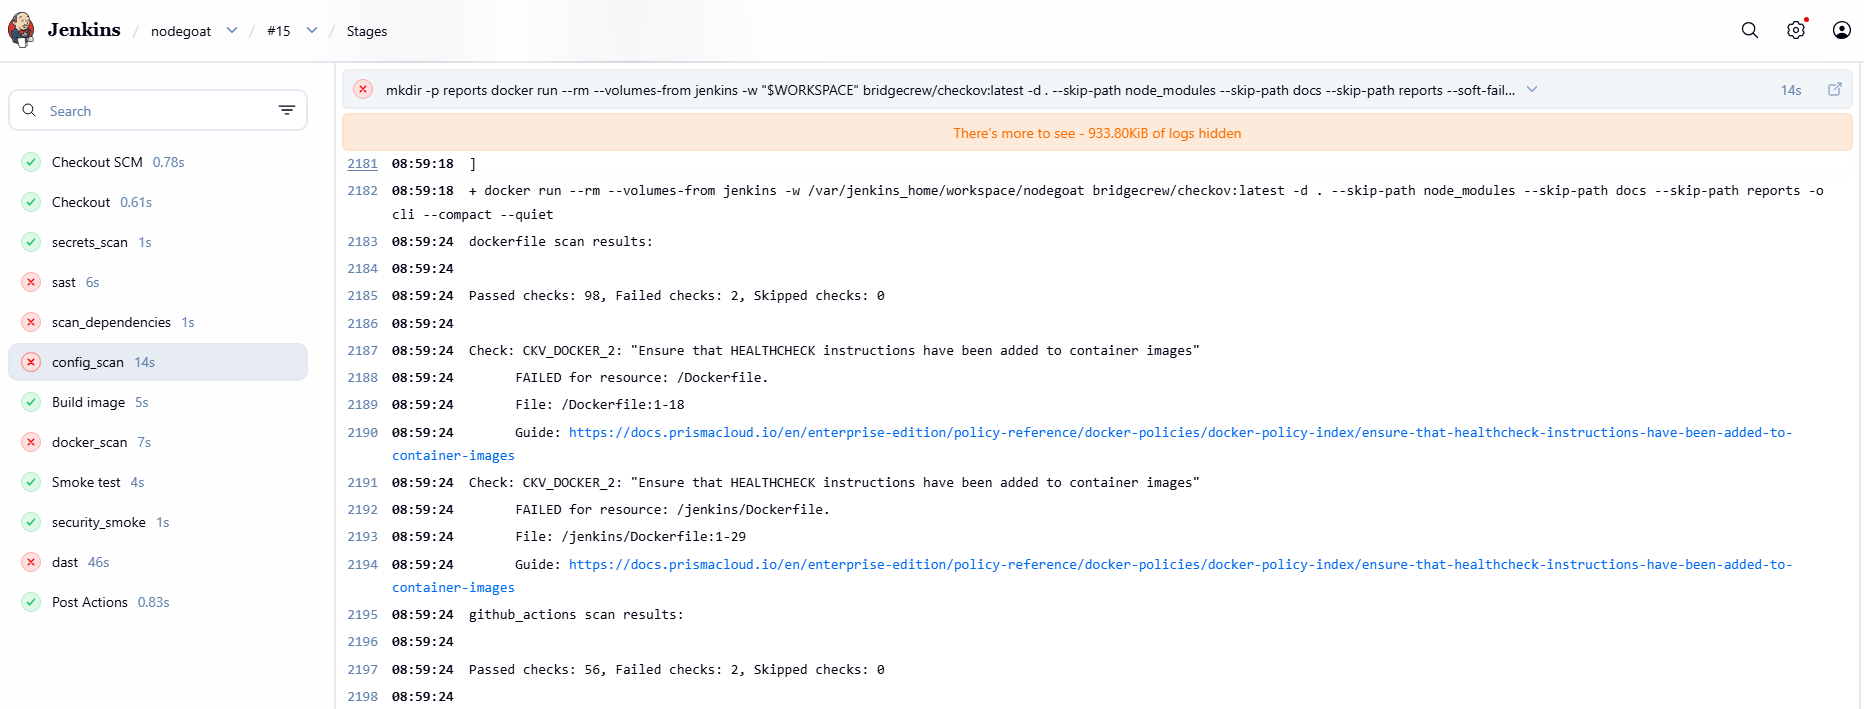 Jenkins / nodegoat / #15 / Stages
Search
Checkout SCM 0.78s
Checkout 0.61s
secrets_scan 1s
sast 6s
scan_dependencies 1s
config_scan 14s
Build image 5s
docker_scan 7s
Smoke test 4s
security_smoke 1s
dast 46s
Post Actions 0.83s
mkdir -p reports docker run --rm --volumes-from jenkins -w "$WORKSPACE" bridgecrew/checkov:latest -d . --skip-path node_modules --skip-path docs --skip-path reports --soft-fail... 14s
There's more to see - 933.80KiB of logs hidden
2181 08:59:18 ]
2182 08:59:18 + docker run --rm --volumes-from jenkins -w /var/jenkins_home/workspace/nodegoat bridgecrew/checkov:latest -d . --skip-path node_modules --skip-path docs --skip-path reports -o
cli --compact --quiet
2183 08:59:24 dockerfile scan results:
2184 08:59:24
2185 08:59:24 Passed checks: 98, Failed checks: 2, Skipped checks: 0
2186 08:59:24
2187 08:59:24 Check: CKV_DOCKER_2: "Ensure that HEALTHCHECK instructions have been added to container images"
2188 08:59:24 FAILED for resource: /Dockerfile.
2189 08:59:24 File: /Dockerfile:1-18
2190 08:59:24 Guide: https://docs.prismacloud.io/en/enterprise-edition/policy-reference/docker-policies/docker-policy-index/ensure-that-healthcheck-instructions-have-been-added-to-
container-images
2191 08:59:24 Check: CKV_DOCKER_2: "Ensure that HEALTHCHECK instructions have been added to container images"
2192 08:59:24 FAILED for resource: /jenkins/Dockerfile.
2193 08:59:24 File: /jenkins/Dockerfile:1-29
2194 08:59:24 Guide: https://docs.prismacloud.io/en/enterprise-edition/policy-reference/docker-policies/docker-policy-index/ensure-that-healthcheck-instructions-have-been-added-to-
container-images
2195 08:59:24 github_actions scan results:
2196 08:59:24
2197 08:59:24 Passed checks: 56, Failed checks: 2, Skipped checks: 0
2198 08:59:24